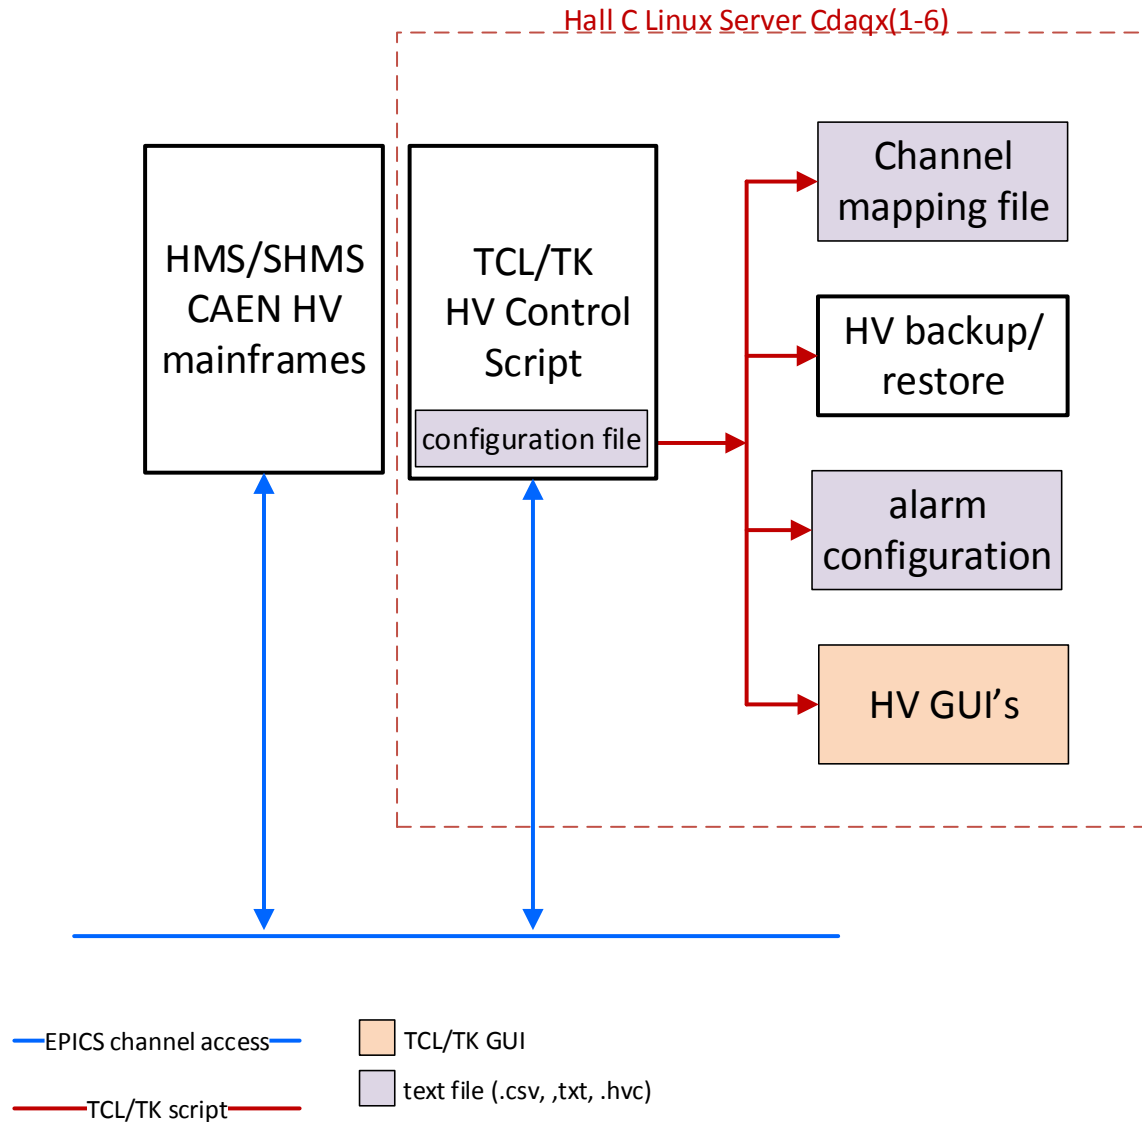 Hall C Linux Server Cdaqx(1-6)
HMS/SHMS
CAEN HV
mainframes
TCL/TK
HV Control
Script
configuration file
Channel
mapping file
HV backup/
restore
alarm
configuration
HV GUI's
EPICS channel access
TCL/TK script
TCL/TK GUI
text file (.csv, ,txt, .hvc)